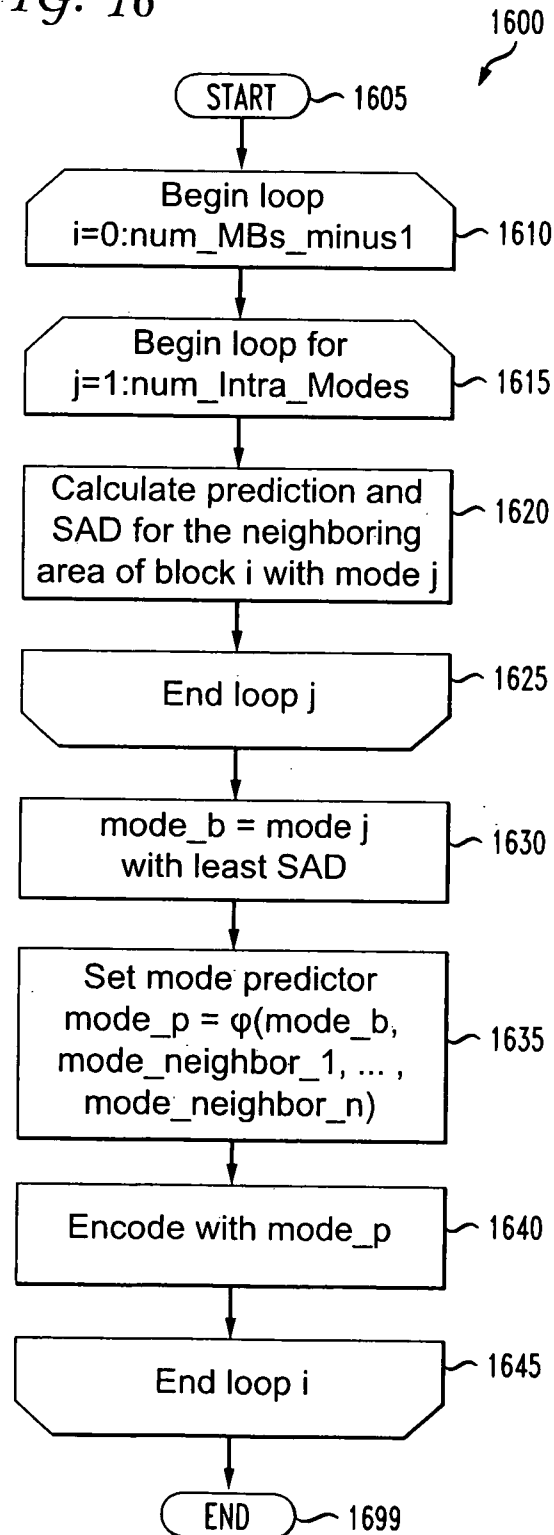 FIG. 16
1600
START 1605
Begin loop
i=0:num_MBs_minus1 1610
Begin loop for
j=1:num_Intra_Modes 1615
Calculate prediction and
SAD for the neighboring 1620
area of block i with mode j
End loop j 1625
mode_b = mode j
with least SAD 1630
Set mode predictor
mode_p = φ(mode_b,
mode_neighbor_1, ... , 1635
mode_neighbor_n)
Encode with mode_p 1640
End loop i 1645
END 1699